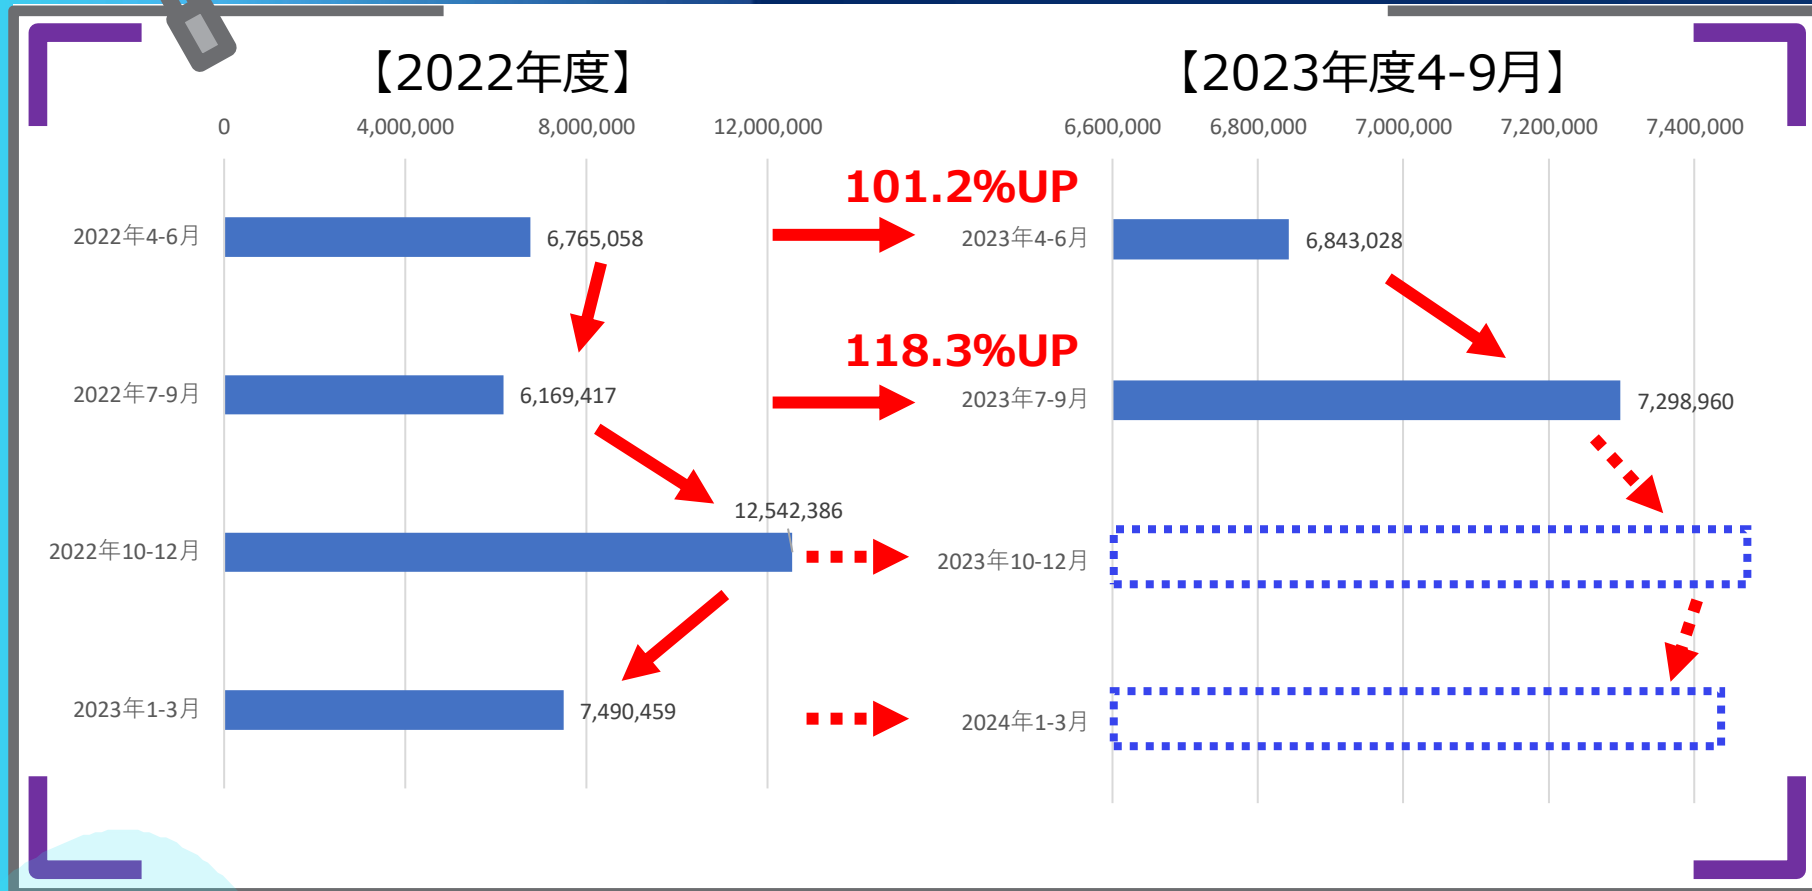 【2022年度】
0 4,000,000 8,000,000 12,000,000
2022年4-6月 6,765,058
2022年7-9月 6,169,417
2022年10-12月 12,542,386
2023年1-3月 7,490,459
101.2%UP
118.3%UP
【2023年度4-9月】
6,600,000 6,800,000 7,000,000 7,200,000 7,400,000
2023年4-6月 6,843,028
2023年7-9月 7,298,960
2023年10-12月
2024年1-3月